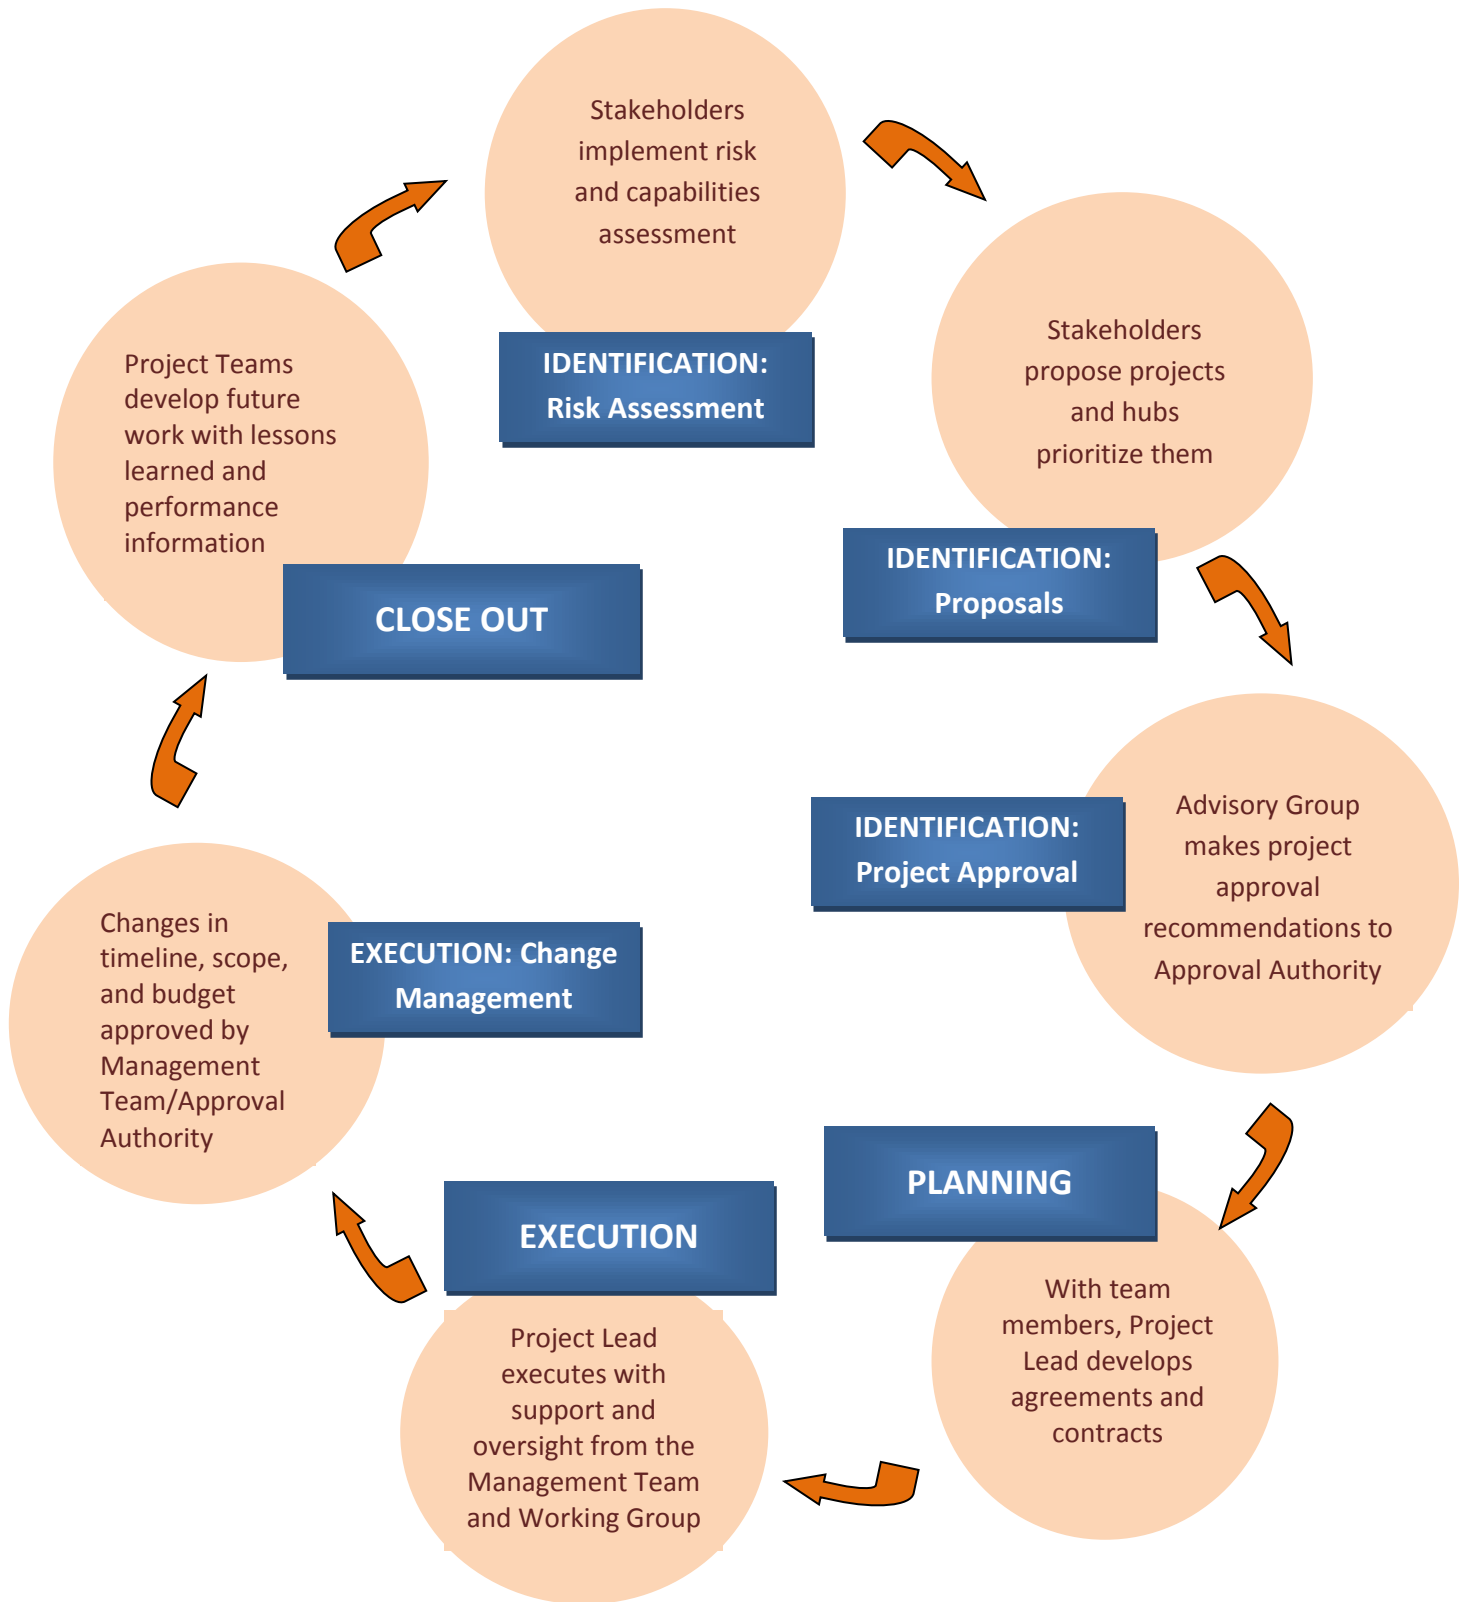 Stakeholders
implement risk
and capabilities
assessment
IDENTIFICATION:
Risk Assessment
Stakeholders
propose projects
and hubs
prioritize them
IDENTIFICATION:
Proposals
Advisory Group
makes project
approval
recommendations to
Approval Authority
IDENTIFICATION:
Project Approval
PLANNING
With team
members, Project
Lead develops
agreements and
contracts
EXECUTION
Project Lead
executes with
support and
oversight from the
Management Team
and Working Group
EXECUTION: Change
Management
Changes in
timeline, scope,
and budget
approved by
Management
Team/Approval
Authority
Project Teams
develop future
work with lessons
learned and
performance
information
CLOSE OUT